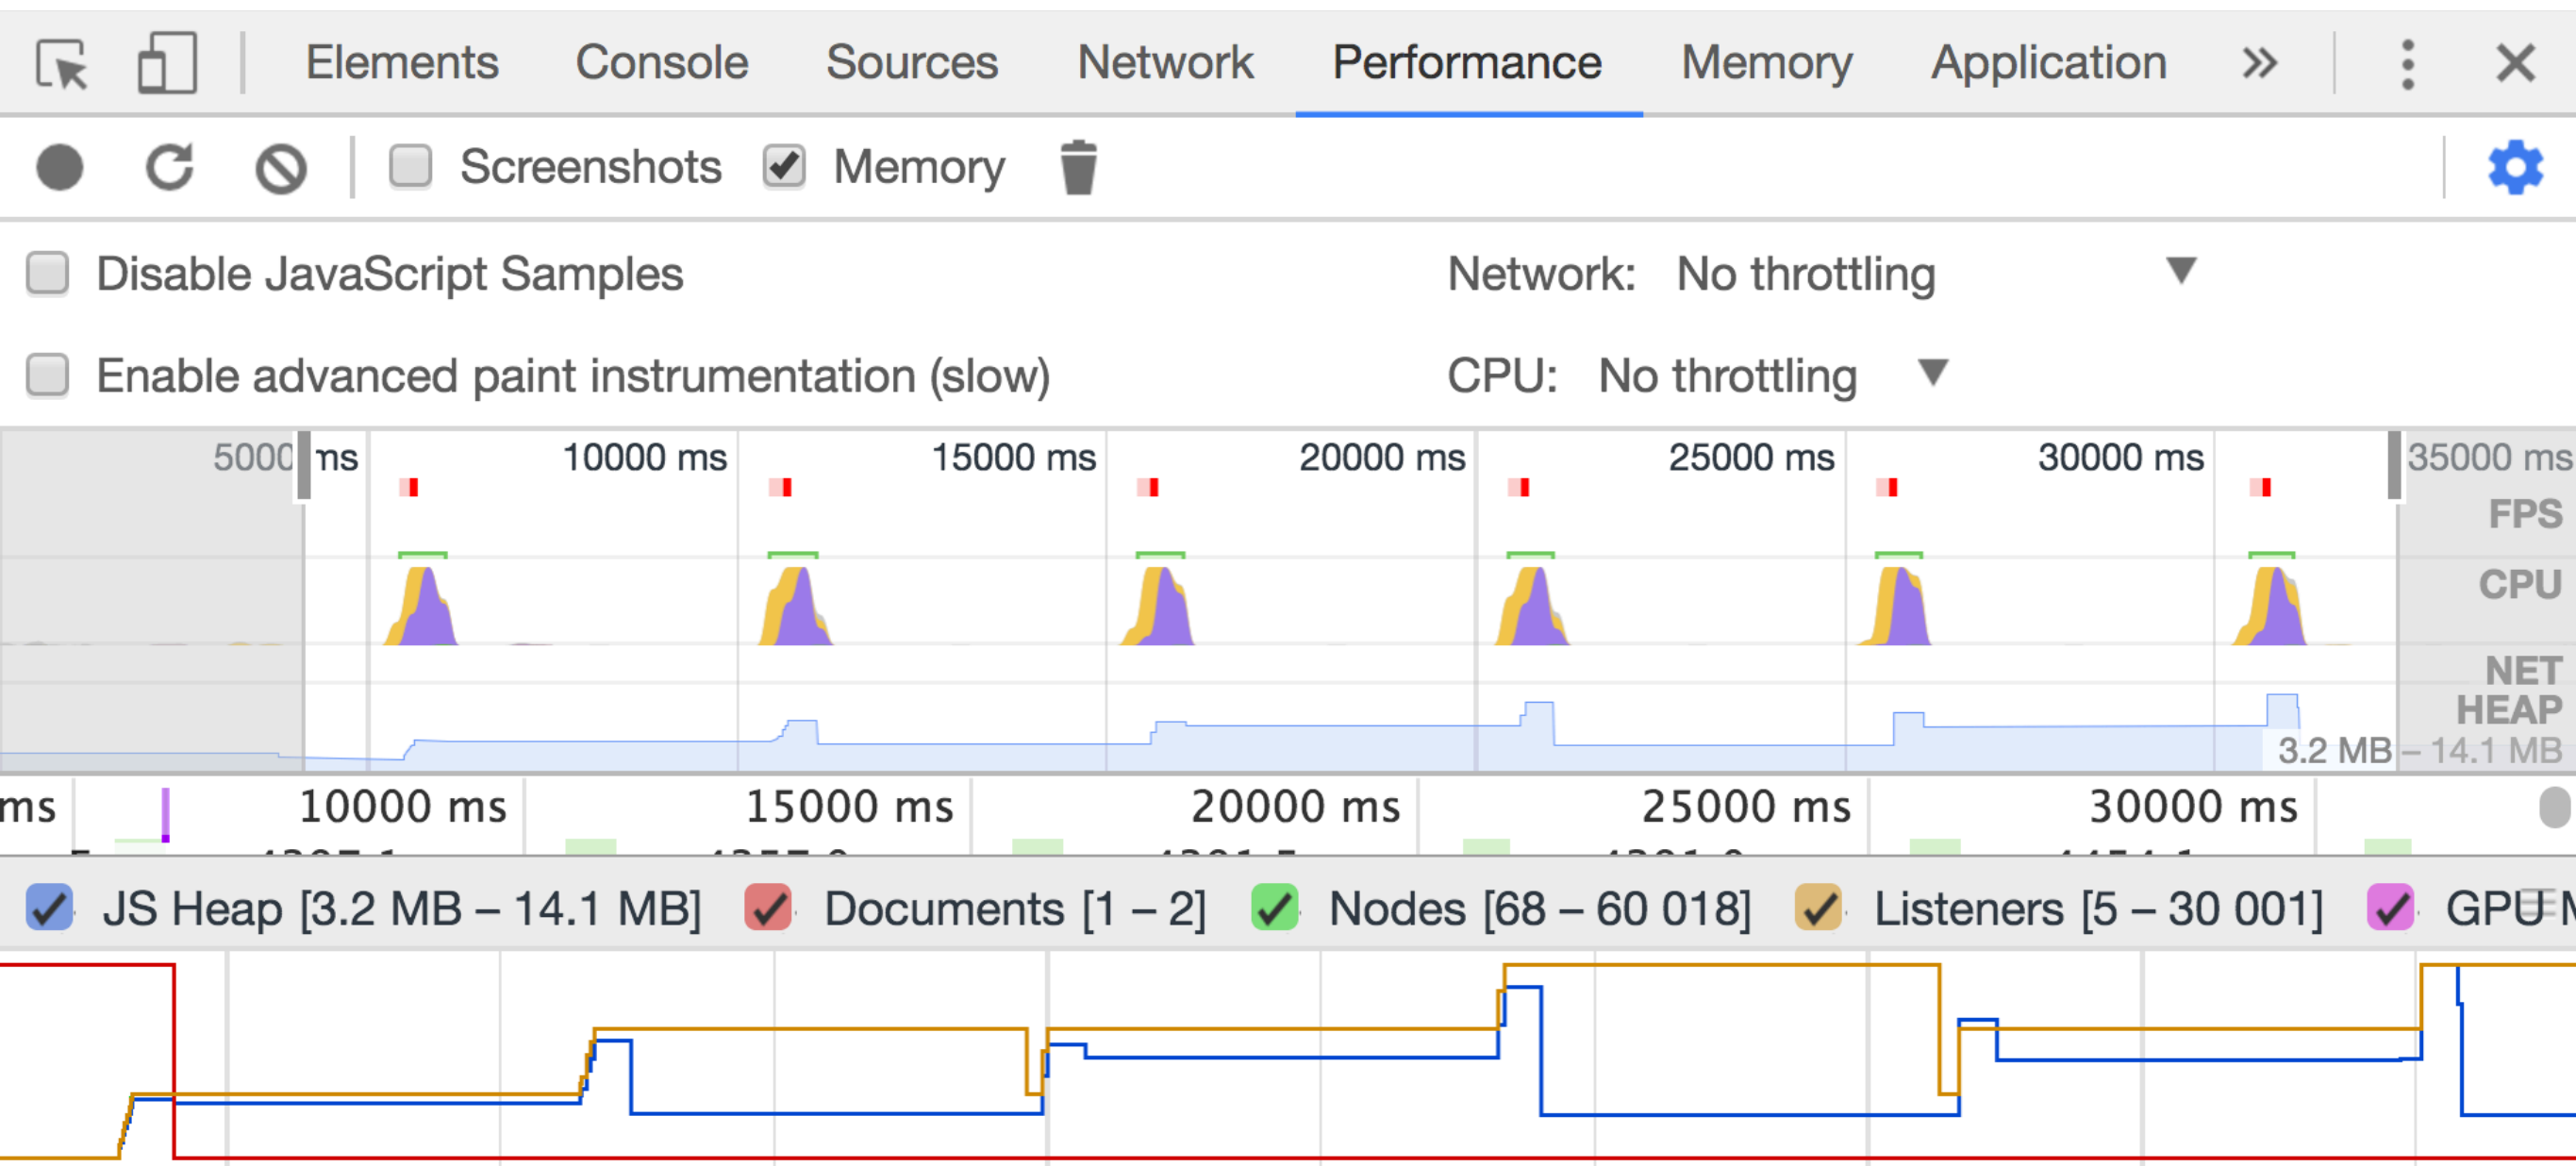 Elements Console Sources Network Performance Memory Application
Screenshots Memory
Disable JavaScript Samples Network: No throttling
Enable advanced paint instrumentation (slow) CPU: No throttling
5000 ms 10000 ms 15000 ms 20000 ms 25000 ms 30000 ms 35000 ms
FPS
CPU
NET
HEAP
3.2 MB – 14.1 MB
ms 10000 ms 15000 ms 20000 ms 25000 ms 30000 ms
JS Heap [3.2 MB – 14.1 MB] Documents [1 – 2] Nodes [68 – 60 018] Listeners [5 – 30 001] GPU